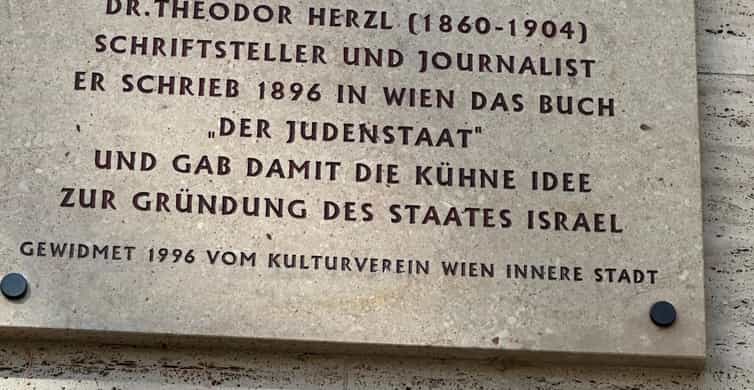 DR. THEODOR HERZL (1860-1904)
SCHRIFTSTELLER UND JOURNALIST
ER SCHRIEB 1896 IN WIEN DAS BUCH
„DER JUDENSTAAT"
UND GAB DAMIT DIE KÜHNE IDEE
ZUR GRÜNDUNG DES STAATES ISRAEL
GEWIDMET 1996 VOM KULTURVEREIN WIEN INNERE STADT